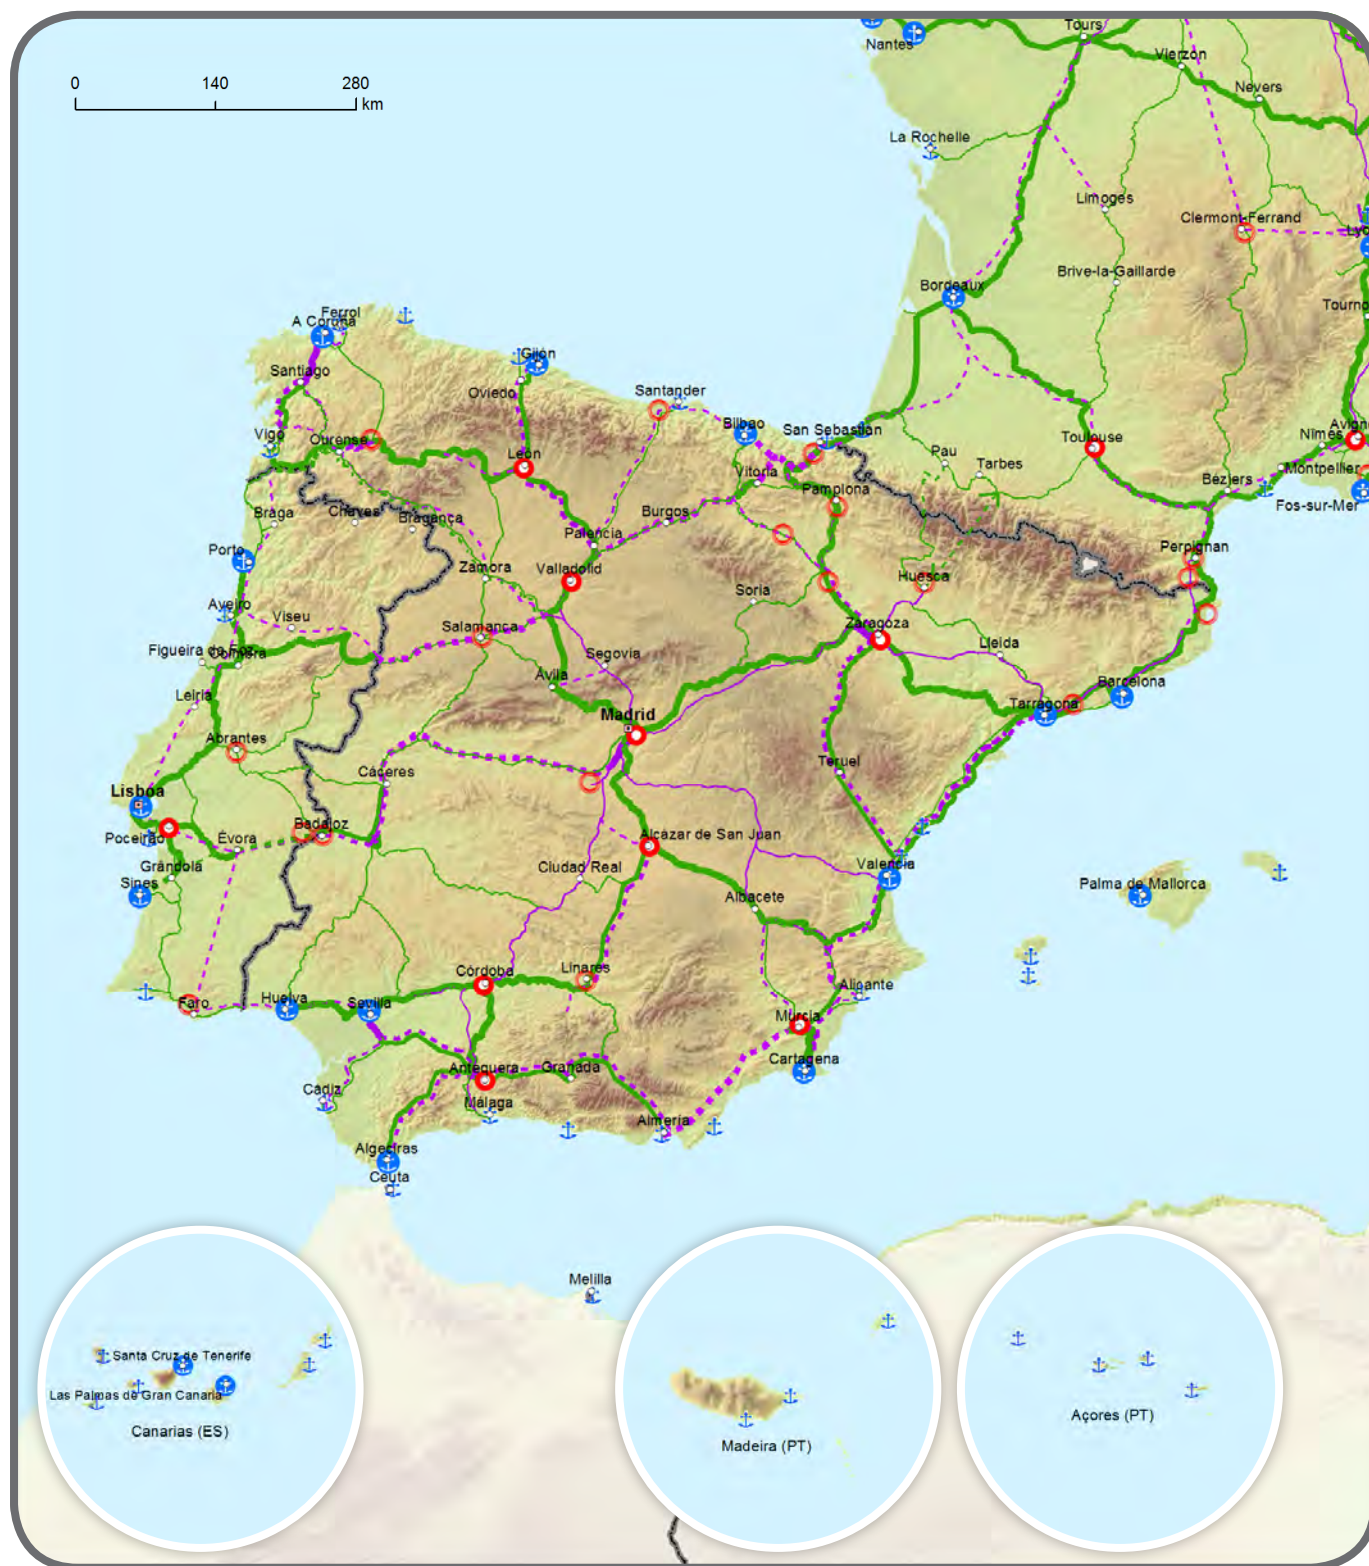 0 140 280
km
Tours
Nantes
Vierzon
Nevers
La Rochelle
Limoges
Clermont-Ferrand
Brive-la-Gaillarde
Bordeaux
Ferrol
A Coruña
Gijón
Santiago
Oviedo
Santander
Bilbao
San Sebastián
Vigo
Ourense
León
Toulouse
Nîmes
Pau
Tarbes
Montpellier
Vitoria
Béziers
Pamplona
Fos-sur-Mer
Braga
Chaves
Bragança
Burgos
Palencia
Perpignan
Porto
Zamora
Valladolid
Huesca
Soria
Aveiro
Viseu
Salamanca
Zaragoza
Lleida
Figueira da Foz
Coimbra
Segovia
Ávila
Barcelona
Leiria
Tarragona
Madrid
Abrantes
Cáceres
Teruel
Lisboa
Poceirão
Évora
Badajoz
Alcázar de San Juan
Grândola
Ciudad Real
Valencia
Sines
Albacete
Palma de Mallorca
Córdoba
Linares
Alicante
Faro
Huelva
Sevilla
Murcia
Cartagena
Antequera
Granada
Cádiz
Málaga
Almería
Algeciras
Ceuta
Melilla
Santa Cruz de Tenerife
Las Palmas de Gran Canaria
Canarias (ES)
Madeira (PT)
Açores (PT)